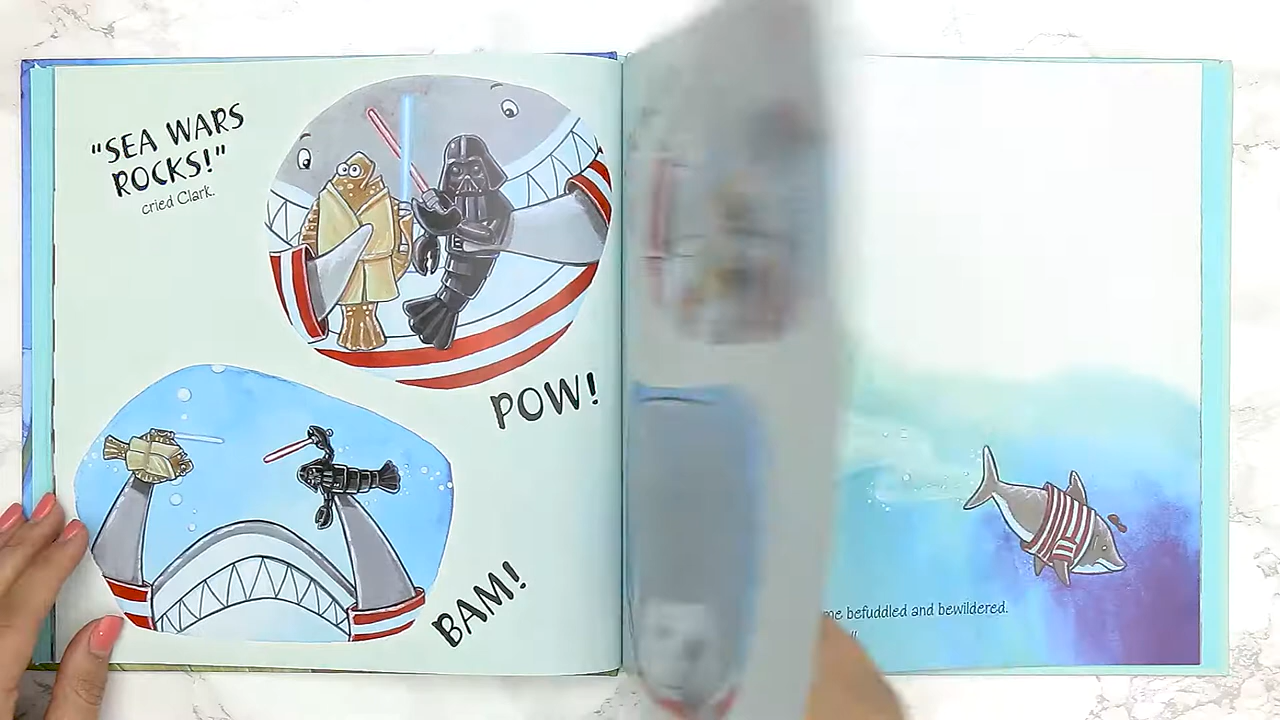 "SEA WARS
ROCKS!"
cried Clark.
POW!
BAM!
befuddled and bewildered.